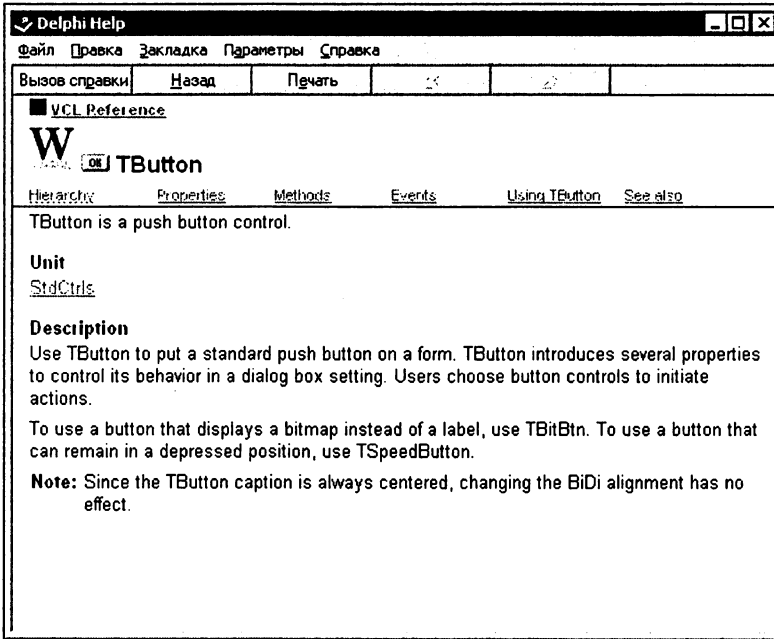 Delphi Help
Файл Правка Закладка Параметры Справка
Вызов справки Назад Печать << >>
VCL Reference
W
OK TButton
Hierarchy Properties Methods Events Using TButton See also
TButton is a push button control.
Unit
StdCtrls
Description
Use TButton to put a standard push button on a form. TButton introduces several properties
to control its behavior in a dialog box setting. Users choose button controls to initiate
actions.
To use a button that displays a bitmap instead of a label, use TBitBtn. To use a button that
can remain in a depressed position, use TSpeedButton.
Note: Since the TButton caption is always centered, changing the BiDi alignment has no
effect.